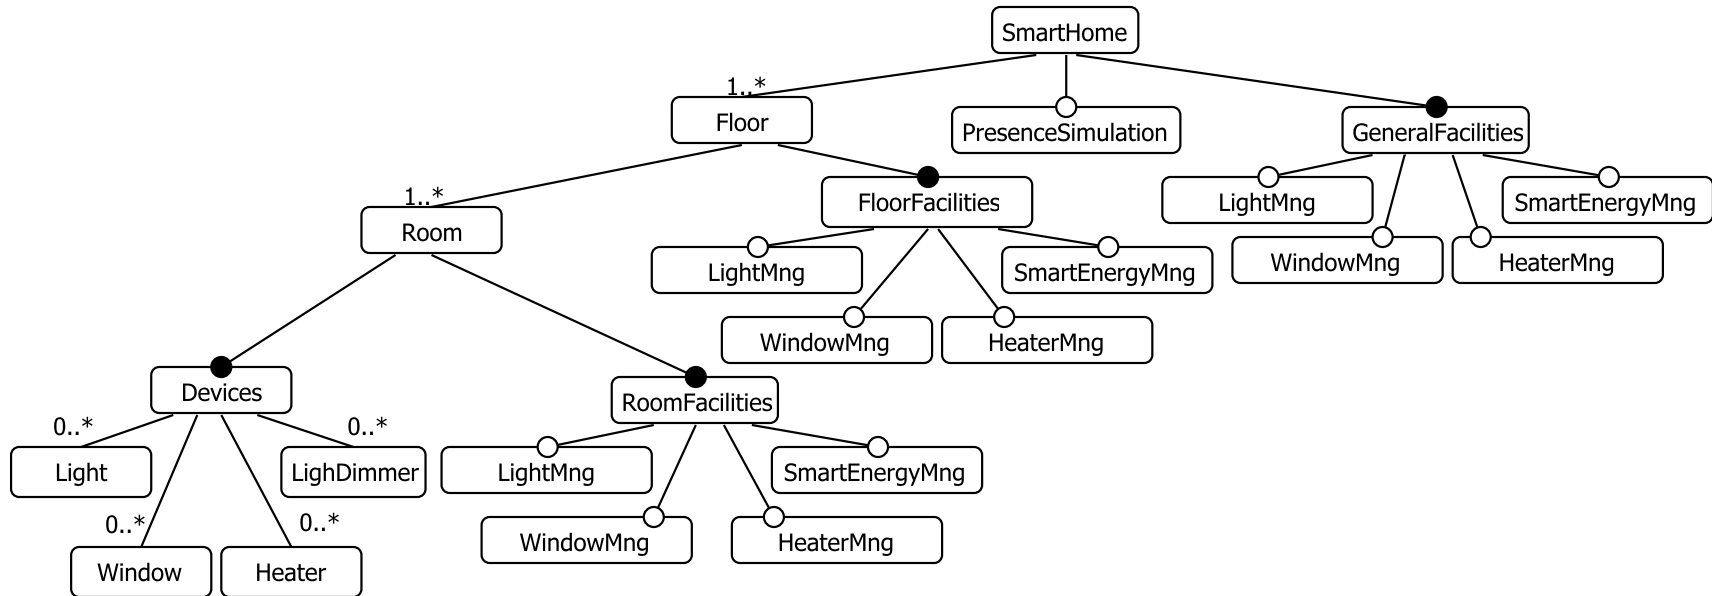 SmartHome
1..*
Floor
PresenceSimulation
GeneralFacilities
1..*
Room
FloorFacilities
LightMng
SmartEnergyMng
WindowMng
HeaterMng
LightMng
SmartEnergyMng
WindowMng
HeaterMng
Devices
RoomFacilities
0..*
0..*
Light
LighDimmer
0..*
0..*
Window
Heater
LightMng
SmartEnergyMng
WindowMng
HeaterMng